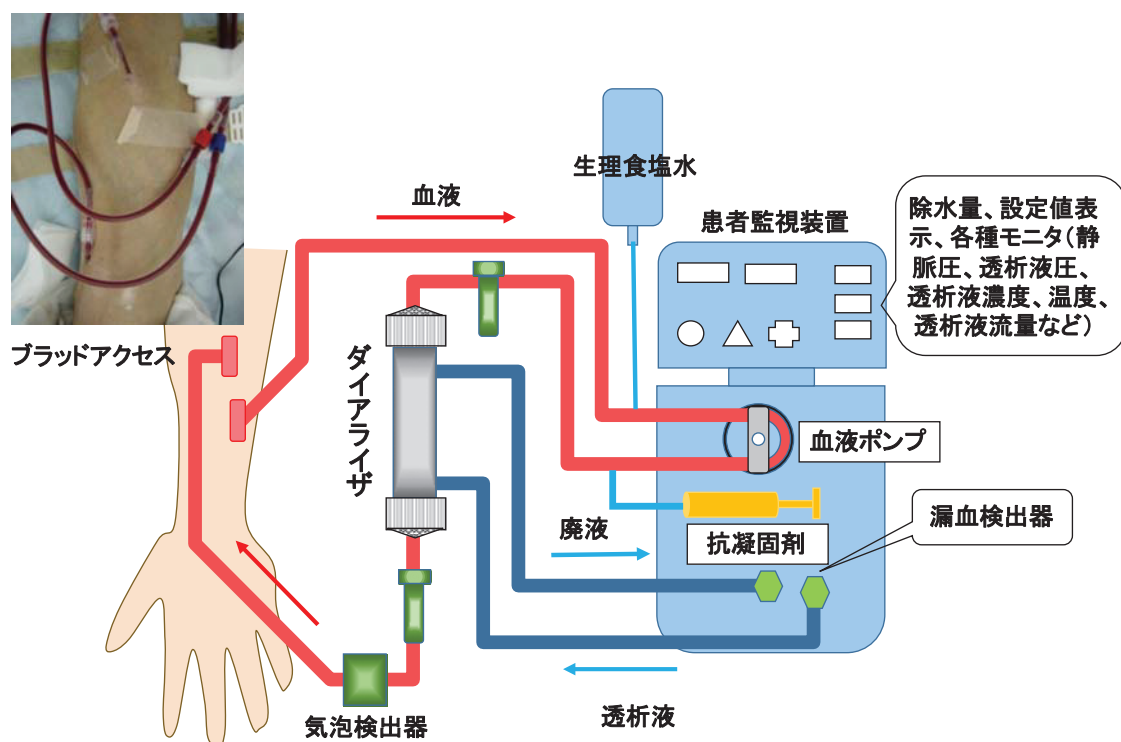 生理食塩水
血液
患者監視装置
除水量、設定値表
示、各種モニタ（静
脈圧、透析液圧、
透析液濃度、温度、
透析液流量など）
ブラッドアクセス
ダイアライザ
血液ポンプ
漏血検出器
廃液
抗凝固剤
透析液
気泡検出器